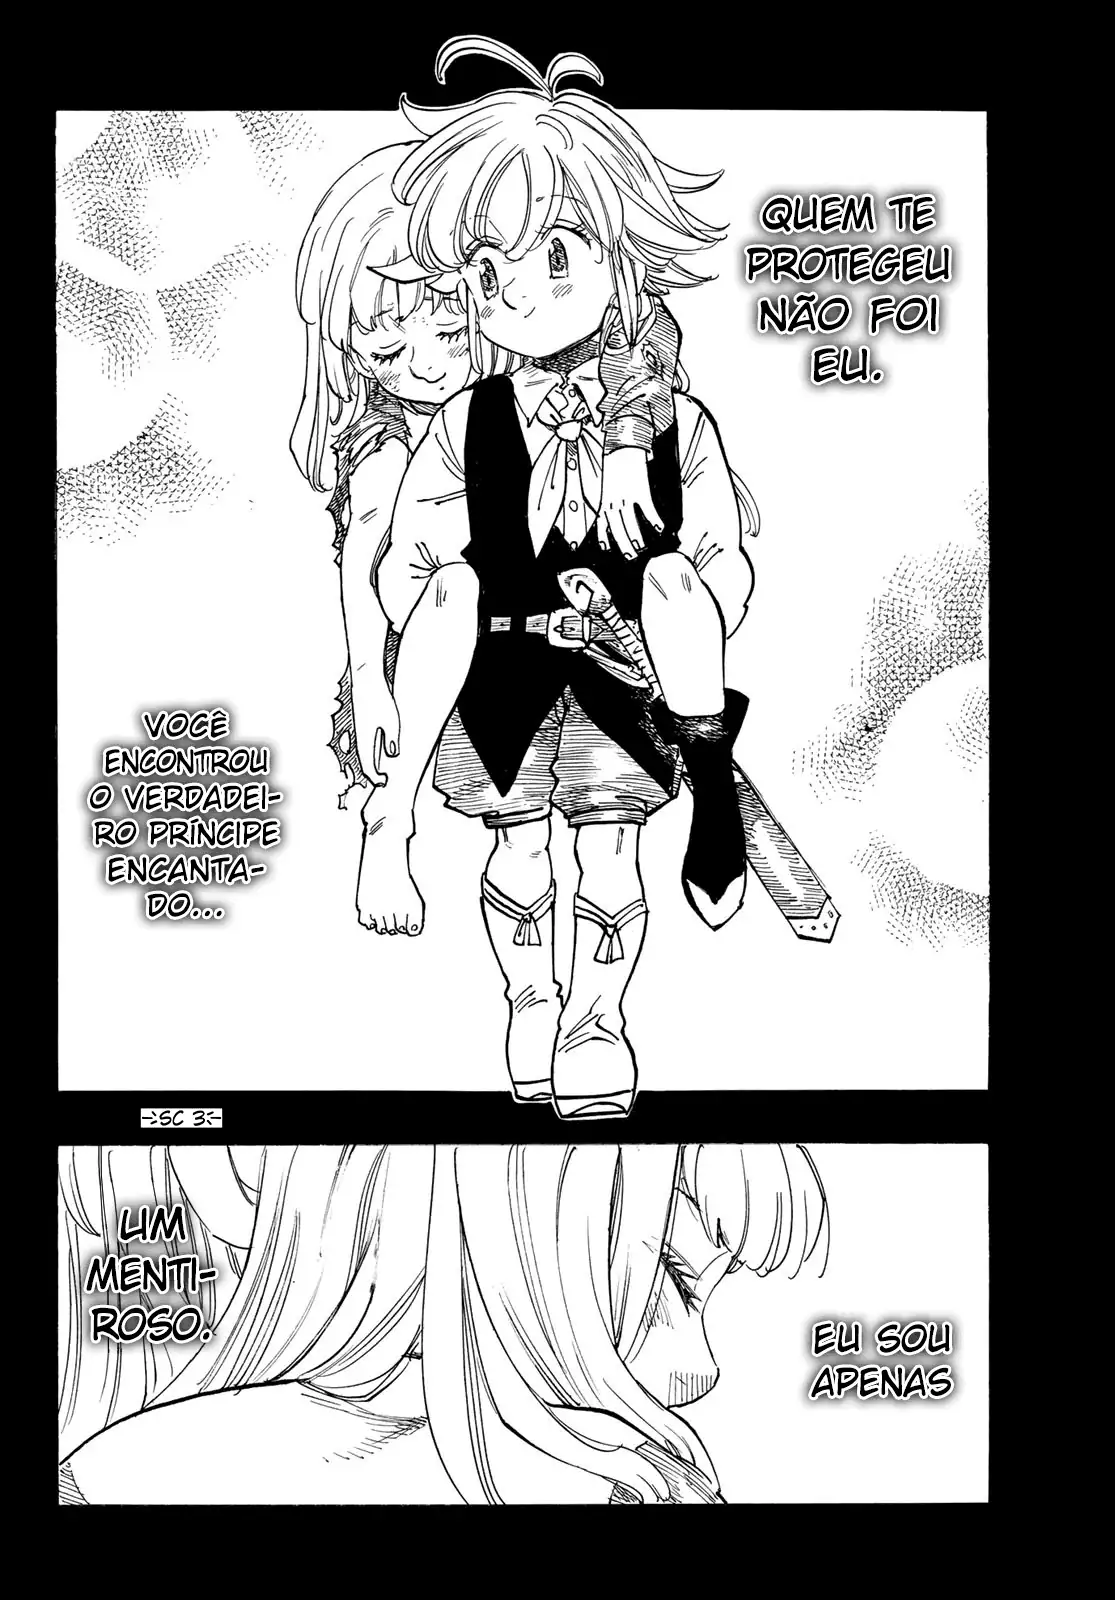 QUEM TE
PROTEGEU
NÃO FOI
EU.
VOCÊ
ENCONTROU
O VERDADEI-
RO PRÍNCIPE
ENCANTA-
DO...
SC 3
EU SOU
APENAS
UM
MENTI-
ROSO.